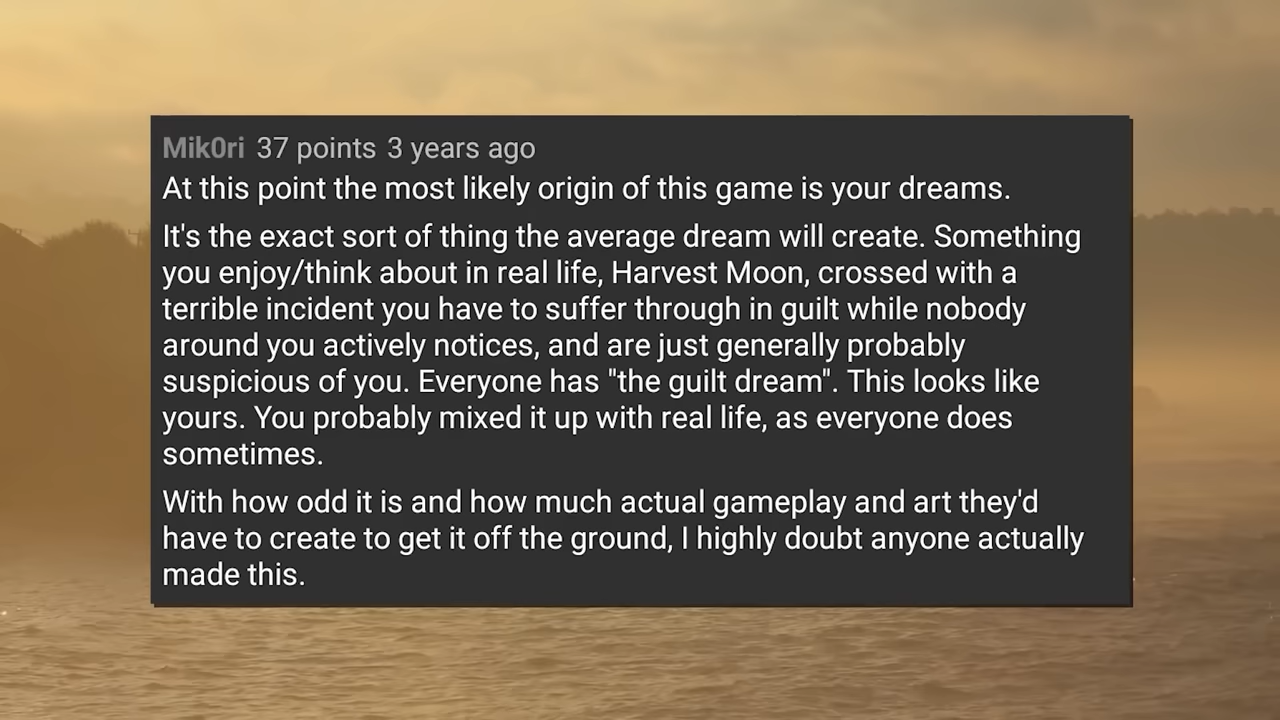 Mik0ri 37 points 3 years ago
At this point the most likely origin of this game is your dreams.
It's the exact sort of thing the average dream will create. Something
you enjoy/think about in real life, Harvest Moon, crossed with a
terrible incident you have to suffer through in guilt while nobody
around you actively notices, and are just generally probably
suspicious of you. Everyone has "the guilt dream". This looks like
yours. You probably mixed it up with real life, as everyone does
sometimes.
With how odd it is and how much actual gameplay and art they'd
have to create to get it off the ground, I highly doubt anyone actually
made this.